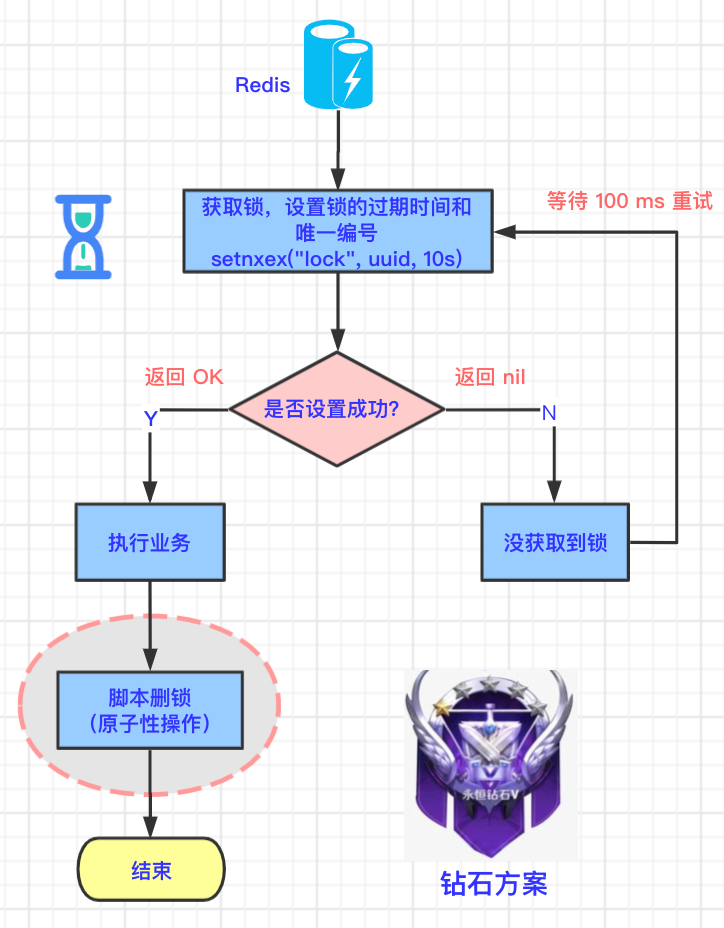 Redis
获取锁，设置锁的过期时间和
唯一编号
setnxex("lock", uuid, 10s)
等待 100 ms 重试
返回 OK
返回 nil
是否设置成功?
Y
N
执行业务
没获取到锁
脚本删锁
（原子性操作）
永恒钻石V
结束
钻石方案